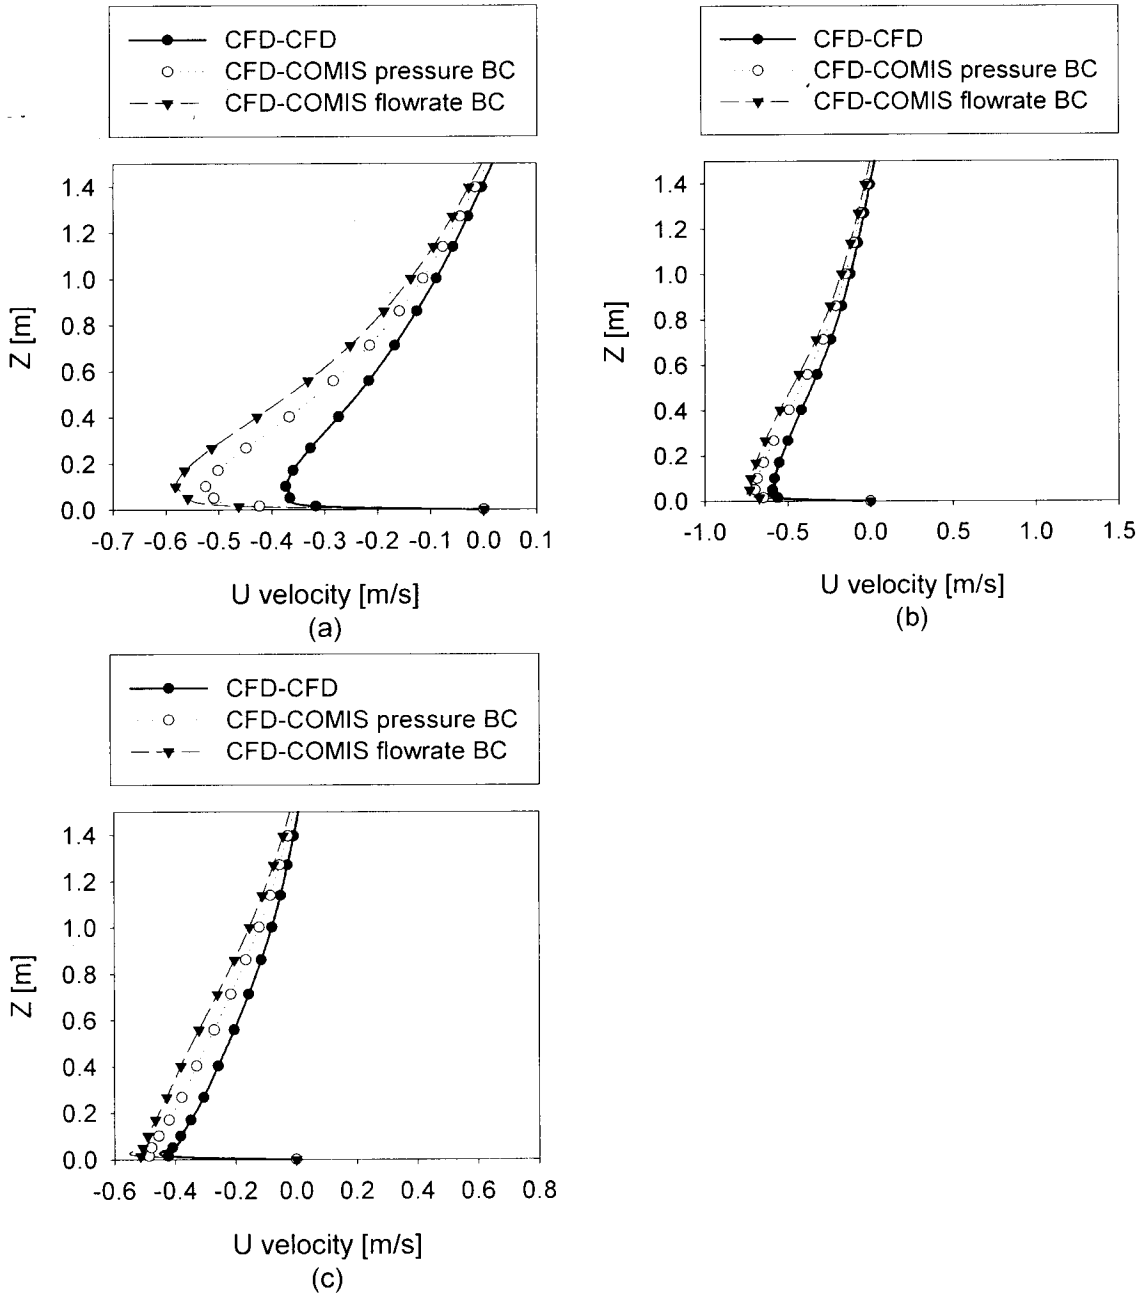 CFD-CFD
CFD-COMIS pressure BC
CFD-COMIS flowrate BC
1.4
1.2
1.0
0.8
0.6
0.4
0.2
0.0
Z [m]
-0.7 -0.6 -0.5 -0.4 -0.3 -0.2 -0.1 0.0 0.1
U velocity [m/s]
(a)
CFD-CFD
CFD-COMIS pressure BC
CFD-COMIS flowrate BC
1.4
1.2
1.0
0.8
0.6
0.4
0.2
0.0
Z [m]
-1.0 -0.5 0.0 0.5 1.0 1.5
U velocity [m/s]
(b)
CFD-CFD
CFD-COMIS pressure BC
CFD-COMIS flowrate BC
1.4
1.2
1.0
0.8
0.6
0.4
0.2
0.0
Z [m]
-0.6 -0.4 -0.2 0.0 0.2 0.4 0.6 0.8
U velocity [m/s]
(c)